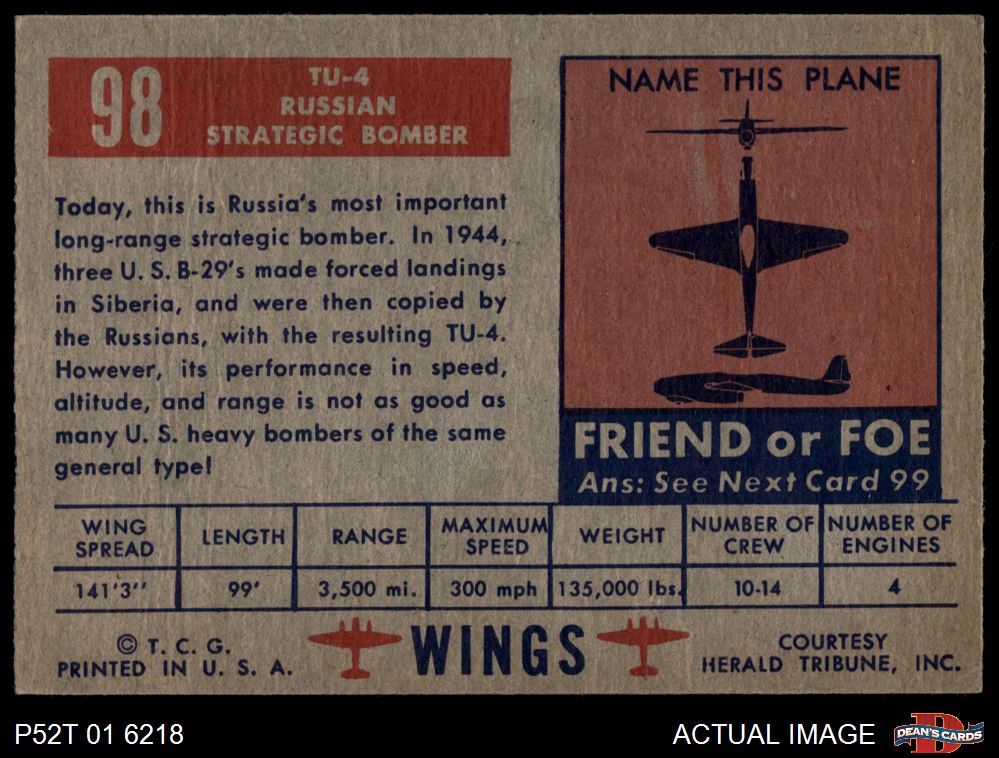 98
TU-4
RUSSIAN
STRATEGIC BOMBER
Today, this is Russia's most important
long-range strategic bomber. In 1944,
three U. S. B-29's made forced landings
in Siberia, and were then copied by
the Russians, with the resulting TU-4.
However, its performance in speed,
altitude, and range is not as good as
many U. S. heavy bombers of the same
general type!
NAME THIS PLANE
FRIEND or FOE
Ans: See Next Card 99
WING SPREAD
LENGTH
RANGE
MAXIMUM SPEED
WEIGHT
NUMBER OF CREW
NUMBER OF ENGINES
141'3''
99'
3,500 mi.
300 mph
135,000 lbs.
10-14
4
© T. C. G.
PRINTED IN U. S. A.
WINGS
COURTESY
HERALD TRIBUNE, INC.
P52T 01 6218
ACTUAL IMAGE
D
DEAN'S CARDS